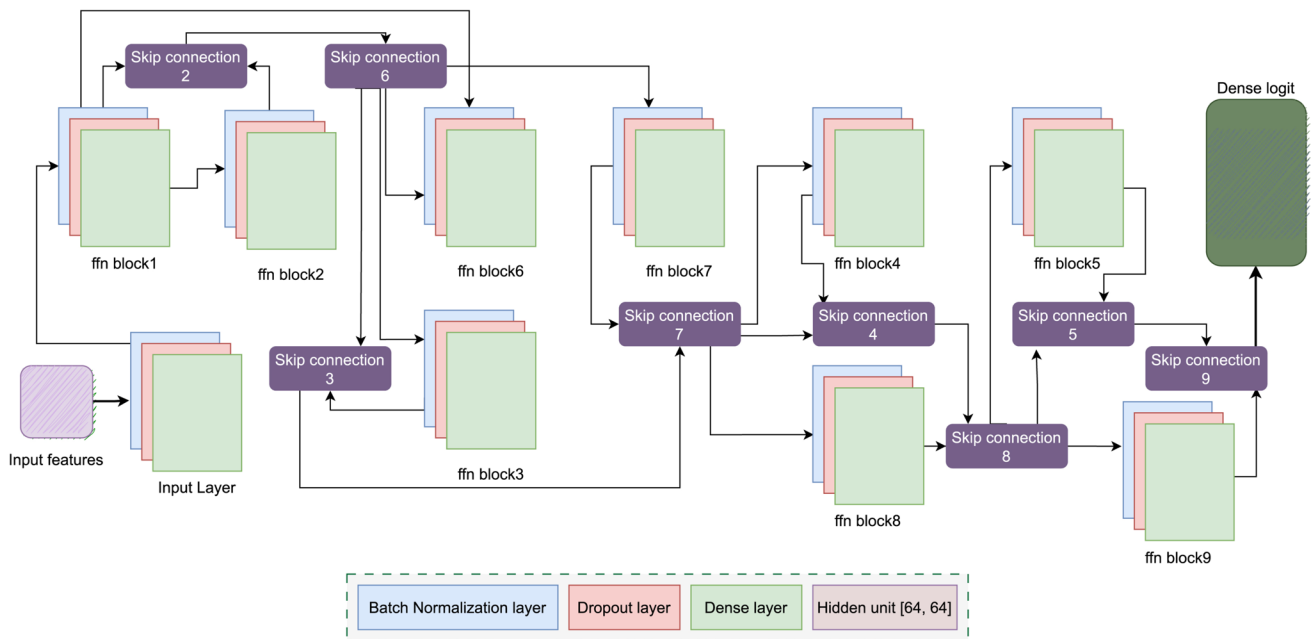 Skip connection
2
Skip connection
6
Dense logit
ffn block1
ffn block2
ffn block6
ffn block7
ffn block4
ffn block5
Skip connection
7
Skip connection
4
Skip connection
5
Skip connection
3
Skip connection
9
Input features
Input Layer
ffn block3
Skip connection
8
ffn block8
ffn block9
Batch Normalization layer
Dropout layer
Dense layer
Hidden unit [64, 64]